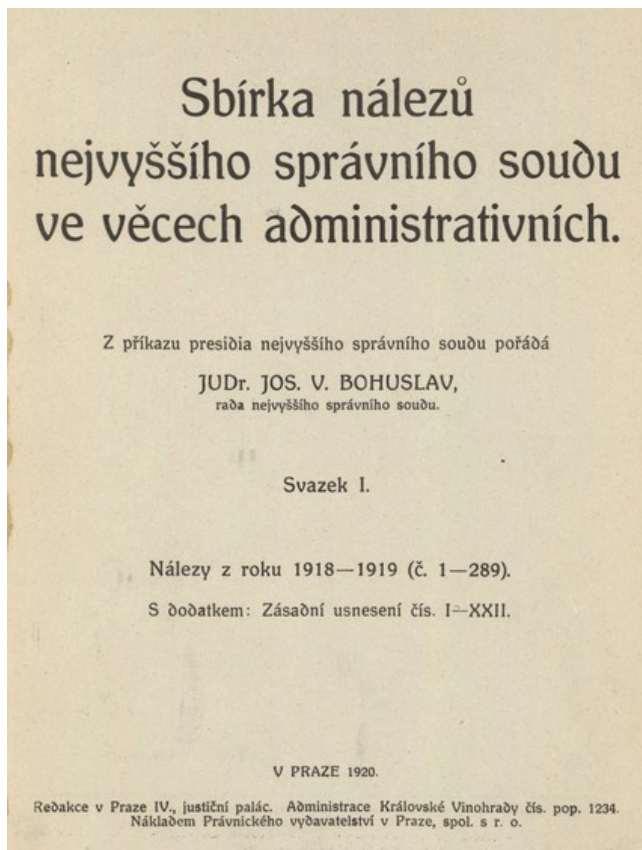 Sbírka nálezů
nejvyššího správního soudu
ve věcech administrativních.
Z příkazu presidia nejvyššího správního soudu pořádá
JUDr. JOS. V. BOHUSLAV,
rada nejvyššího správního soudu.
Svazek I.
Nálezy z roku 1918—1919 (č. 1—289).
S dodatkem: Zásadní usnesení čís. I—XXII.
V PRAZE 1920.
Redakce v Praze IV., justiční palác. Administrace Královské Vinohrady čís. pop. 1234.
Nákladem Právnického vydavatelství v Praze, spol. s r. o.